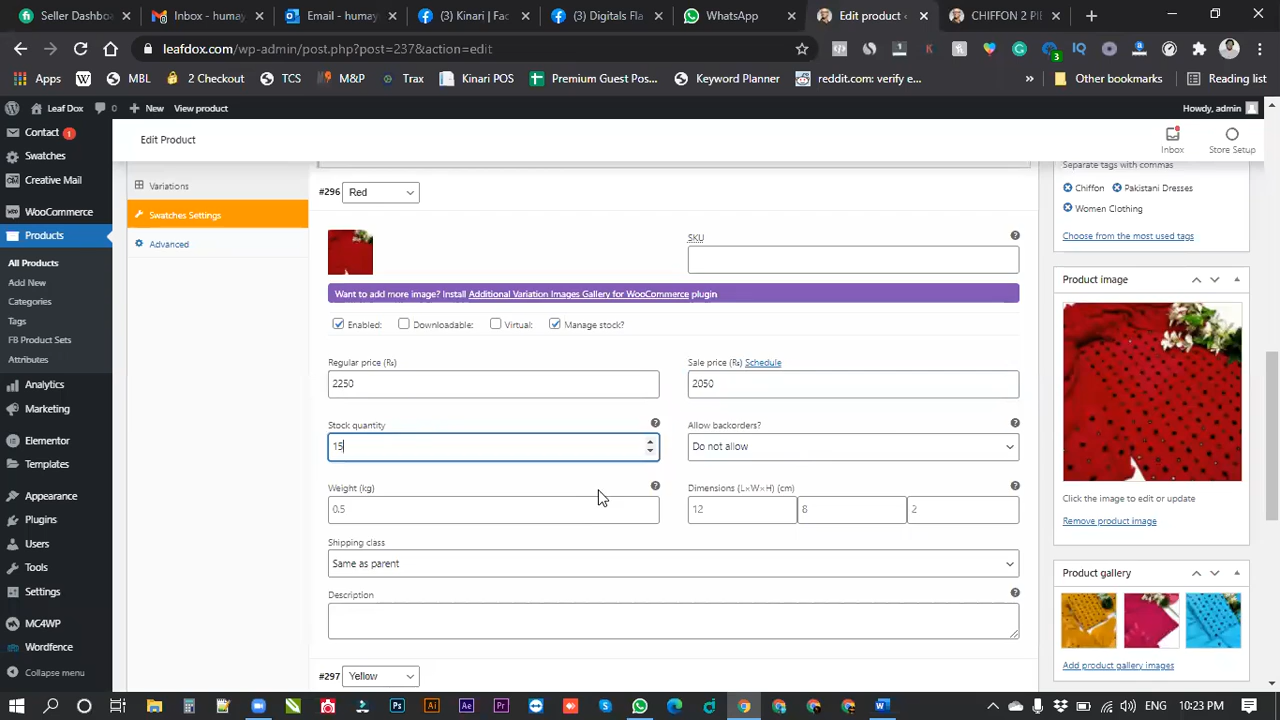 Seller Dash
Inbox - huma
Email - hum
(3) Kinari | Fac
(3) Digitals Fla
WhatsApp
Edit product
CHIFFON 2 PIE
leafdox.com/wp-admin/post.php?post=237&action=edit
3
Apps
MBL
2 Checkout
TCS
M&P
Trax
Kinari POS
Premium Guest Pos...
Keyword Planner
reddit.com: verify e...
»
Other bookmarks
Reading list
Leaf Dox
0
New
View product
Howdy, admin
Contact 1
Swatches
Creative Mail
WooCommerce
Products
All Products
Add New
Categories
Tags
FB Product Sets
Attributes
Analytics
Marketing
Elementor
Templates
Appearance
Plugins
Users
Tools
Settings
MC4WP
Wordfence
Collapse menu
Edit Product
Inbox
Store Setup
Variations
Swatches Settings
Advanced
#296 Red
SKU
Want to add more image? Install Additional Variation Images Gallery for WooCommerce plugin
Enabled: Downloadable: Virtual: Manage stock?
Regular price (₨)
2250
Sale price (₨) Schedule
2050
Stock quantity
15
Allow backorders?
Do not allow
Weight (kg)
0.5
Dimensions (L×W×H) (cm)
12
8
2
Shipping class
Same as parent
Description
#297 Yellow
Separate tags with commas
Chiffon Pakistani Dresses
Women Clothing
Choose from the most used tags
Product image
Click the image to edit or update
Remove product image
Product gallery
Add product gallery images
10:23 PM